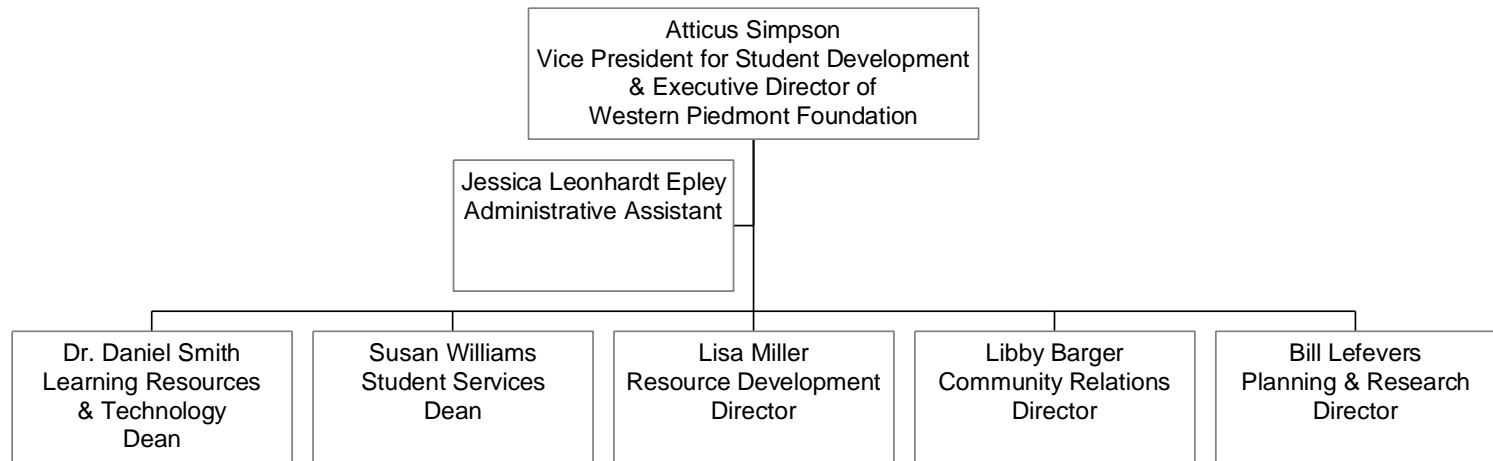 Atticus Simpson
Vice President for Student Development
& Executive Director of
Western Piedmont Foundation
Jessica Leonhardt Epley
Administrative Assistant
Dr. Daniel Smith
Learning Resources
& Technology
Dean
Susan Williams
Student Services
Dean
Lisa Miller
Resource Development
Director
Libby Barger
Community Relations
Director
Bill Lefevers
Planning & Research
Director